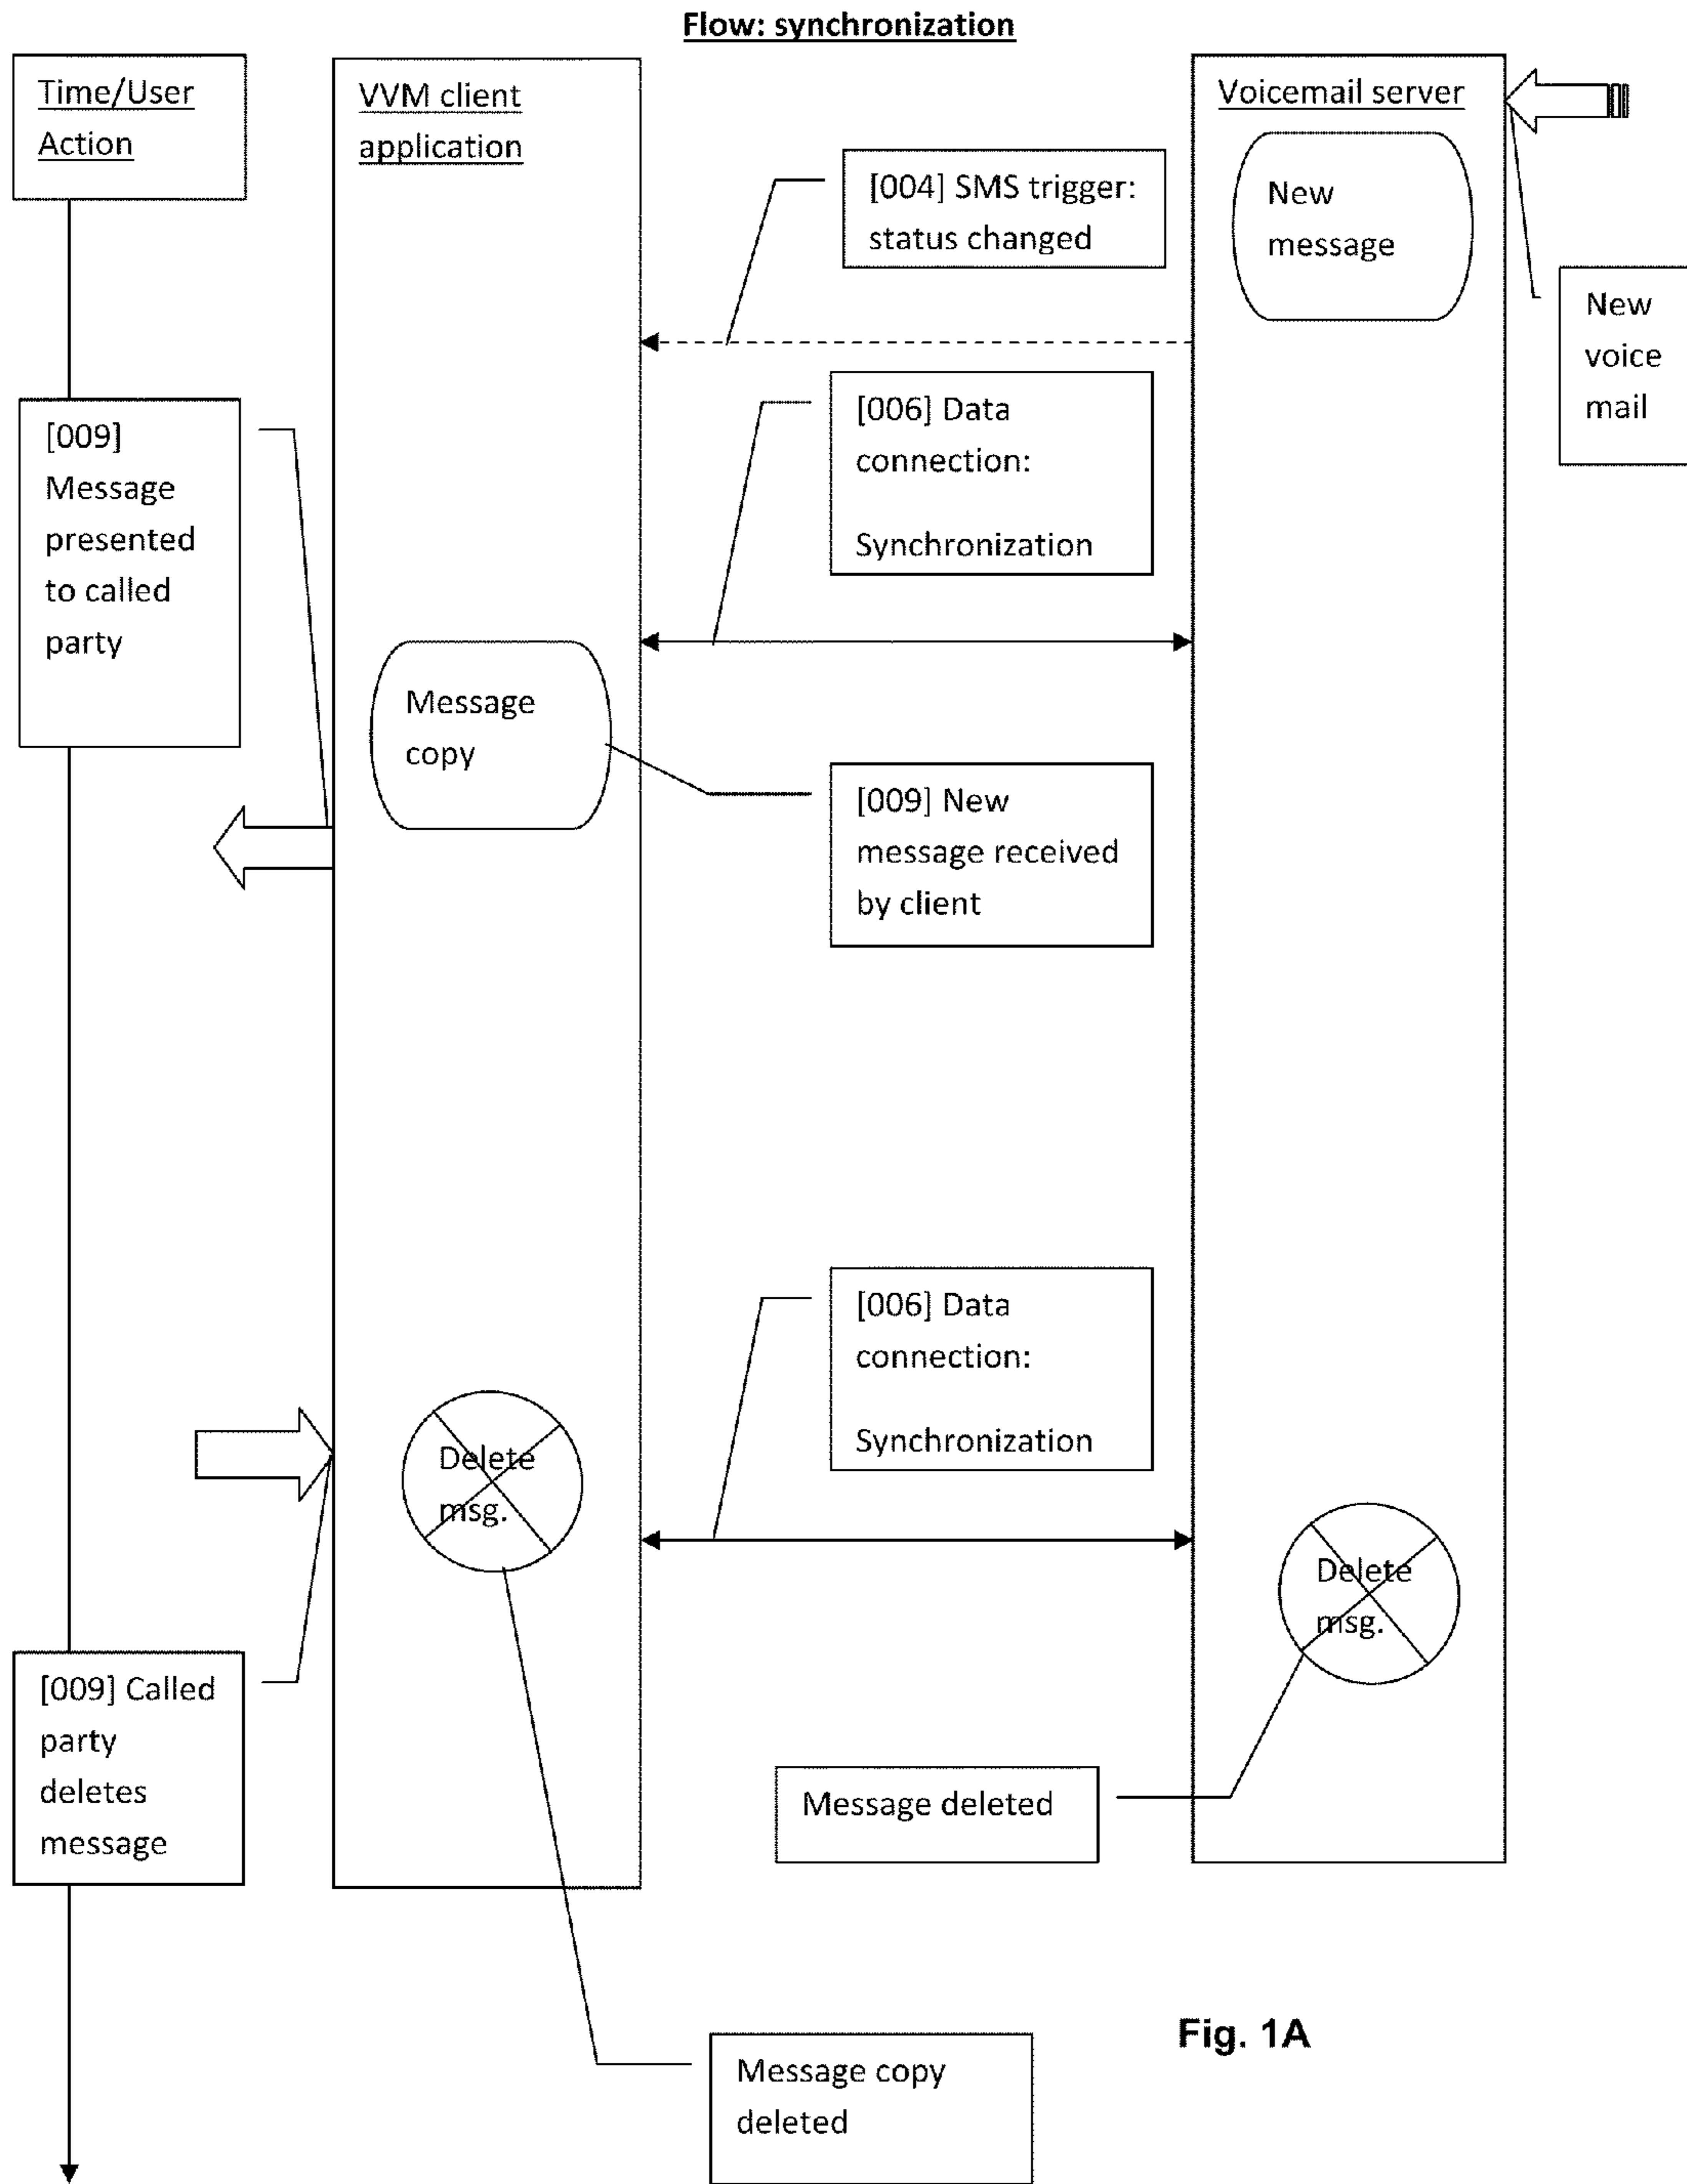 Flow: synchronization
Time/User
Action
VVM client
application
Voicemail server
[004] SMS trigger:
status changed
New
message
New
voice
mail
[009]
Message
presented
to called
party
[006] Data
connection:
Synchronization
Message
copy
[009] New
message received
by client
[006] Data
connection:
Synchronization
Delete
msg.
Delete
msg.
[009] Called
party
deletes
message
Message deleted
Fig. 1A
Message copy
deleted